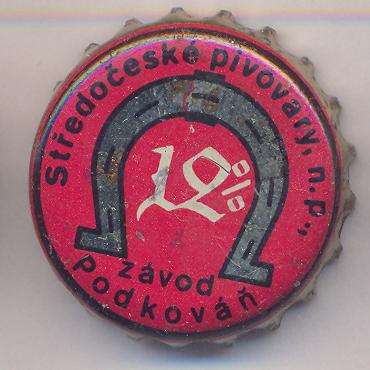 Středočeské pivovary, n.p.,
12%
závod
Podkováň